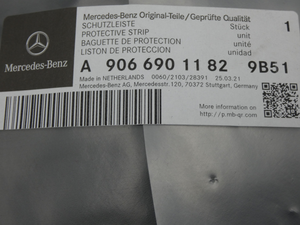 Mercedes-Benz Original-Teile/Geprüfte Qualität
SCHUTZLEISTE Stück 1
PROTECTIVE STRIP unit
BAGUETTE DE PROTECTION unité
LISTON DE PROTECCION unidad
Mercedes-Benz
A 906 690 11 82 9B51
Made in NETHERLANDS 0060/2103/28391 25.03.21
Mercedes-Benz AG, Mercedesstr. 120, 70372 Stuttgart, Germany
More information on
http://p.mb-qr.com/